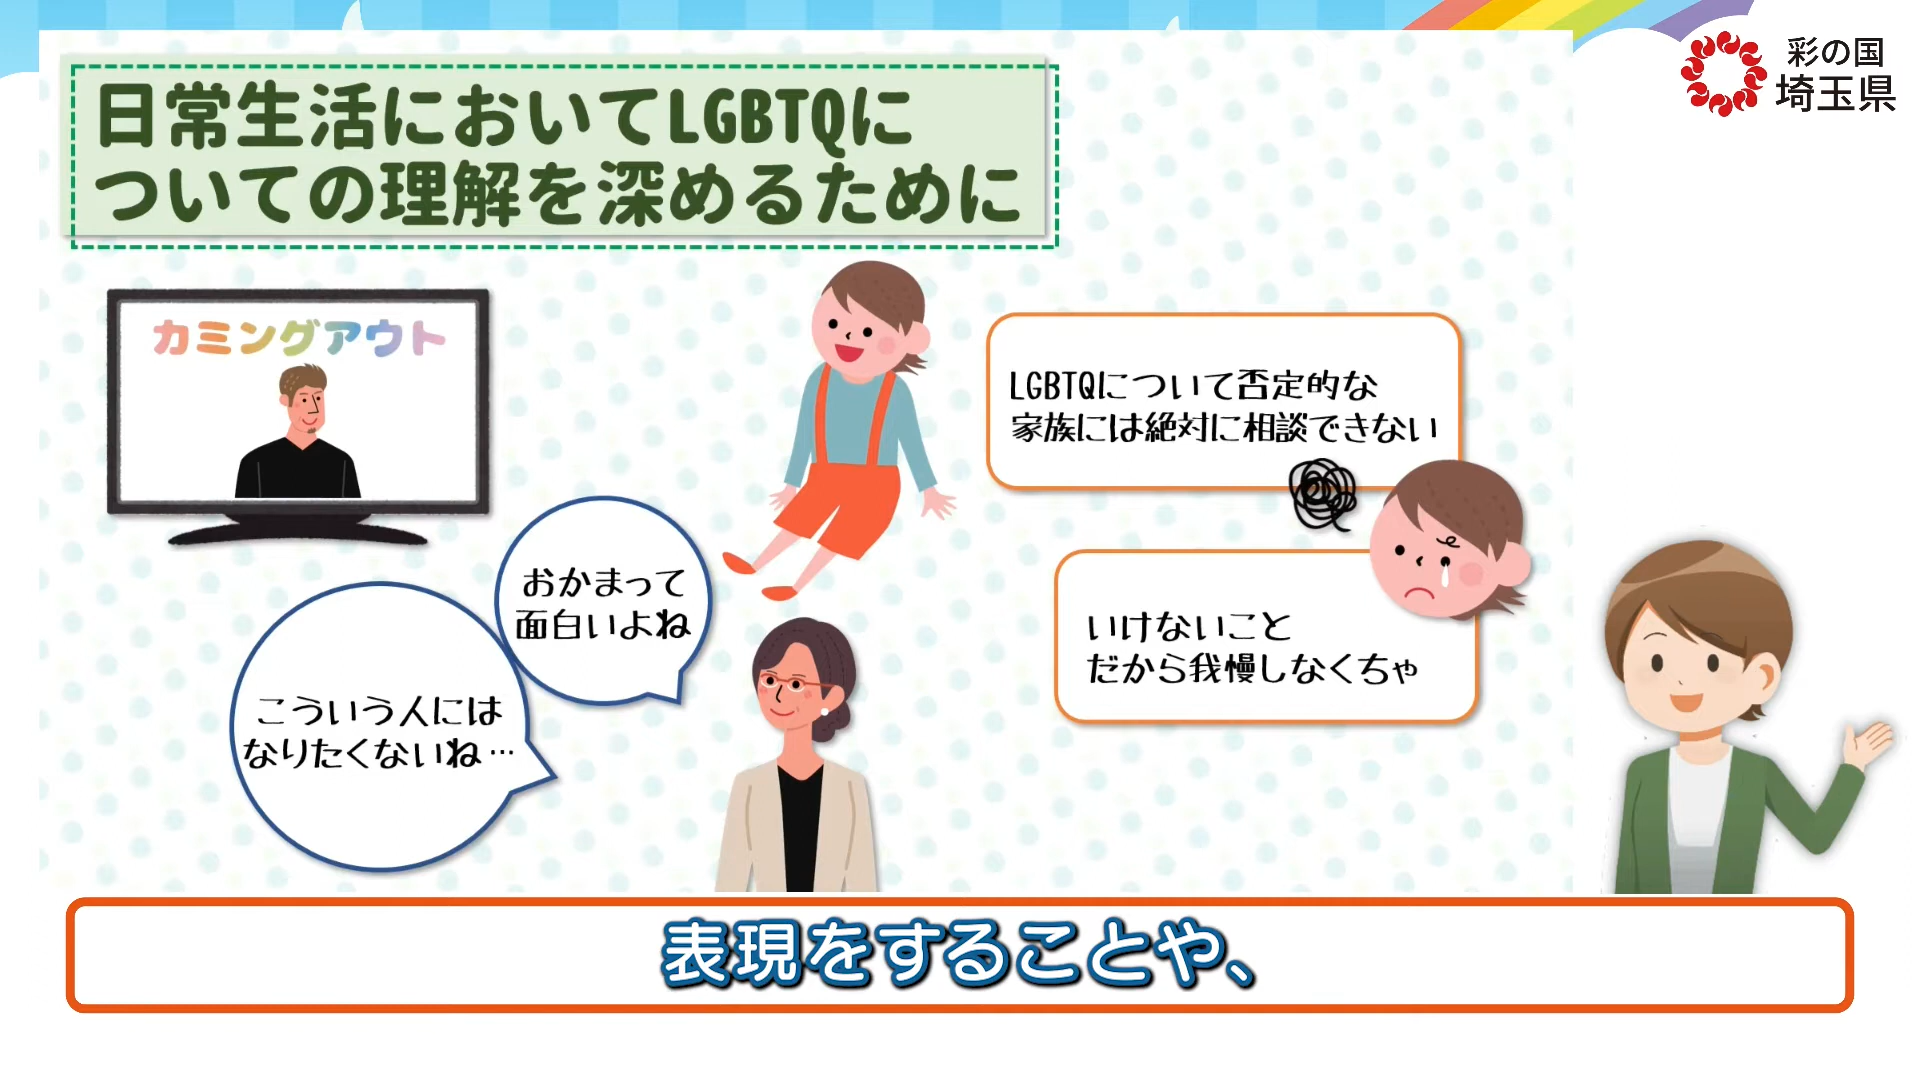 彩の国
埼玉県
日常生活においてLGBTQに
ついての理解を深めるために
カミングアウト
おかまって
面白いよね
こういう人には
なりたくないね…
LGBTQについて否定的な
家族には絶対に相談できない
いけないこと
だから我慢しなくちゃ
表現をすることや、